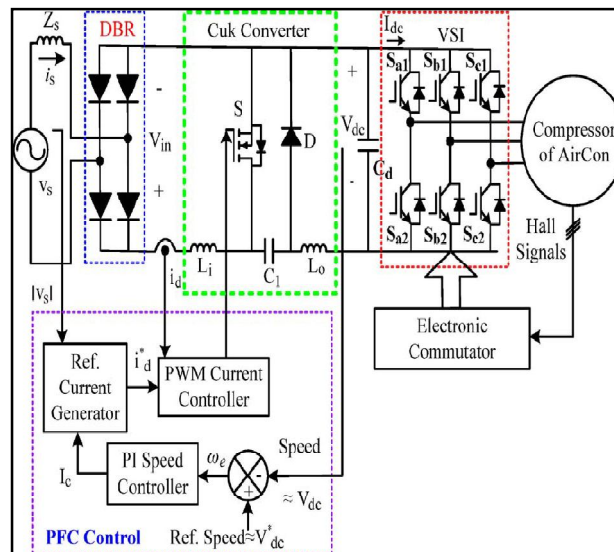 Z_s
DBR
Cuk Converter
I_dc
VSI
i_s
S_a1
S_b1
S_c1
-
+
S
V_in
D
V_dc
C_d
Compressor
of AirCon
v_s
+
-
S_a2
S_b2
S_c2
Hall
Signals
L_i
C_1
L_o
i_d
|v_s|
Electronic
Commutator
Ref.
Current
Generator
i*_d
PWM Current
Controller
Speed
ω_e
-
I_c
PI Speed
Controller
≈ V_dc
+
Ref. Speed≈V*_dc
PFC Control